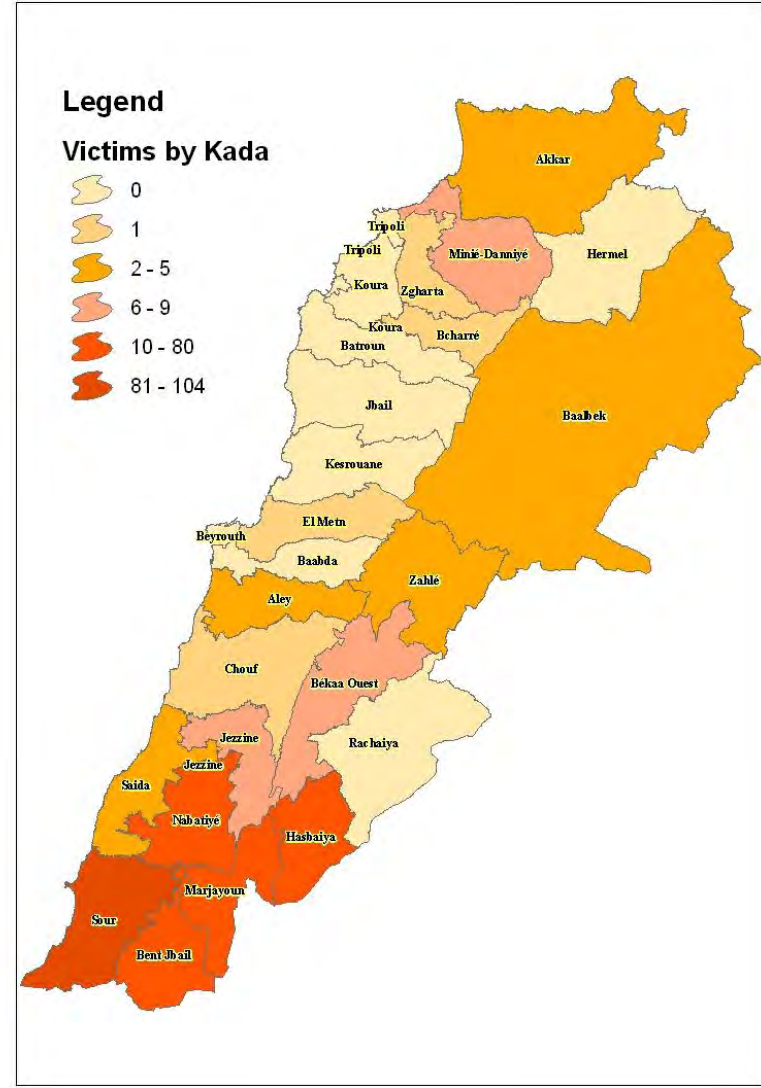 Legend
Victims by Kada
0
1
2 - 5
6 - 9
10 - 80
81 - 104
Akkar
Tripoli
Tripoli
Minié-Danniyé
Hermel
Koura
Zgharta
Koura
Bcharré
Batroun
Jbail
Baalbek
Kesrouane
El Metn
Beyrouth
Baabda
Zahlé
Aley
Chouf
Békaa Ouest
Jezzine
Rachaiya
Jezzine
Saida
Nabatiyé
Hasbaiya
Marjayoun
Sour
Bent Jbail